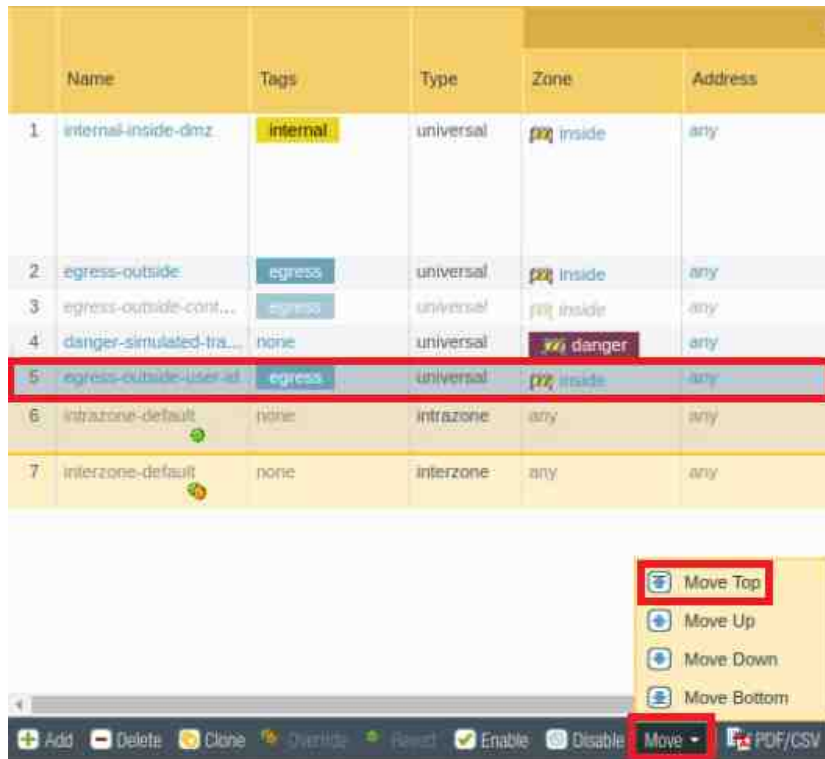 Name Tags Type Zone Address
1 internal-inside-dmz internal universal inside any
2 egress-outside egress universal inside any
3 egress-outside-cont... egress universal inside any
4 danger-simulated-tra... none universal danger any
5 egress-outside-user-id egress universal inside any
6 intrazone-default none intrazone any any
7 interzone-default none interzone any any
Move Top
Move Up
Move Down
Move Bottom
Add Delete Clone Override Revert Enable Disable Move PDF/CSV